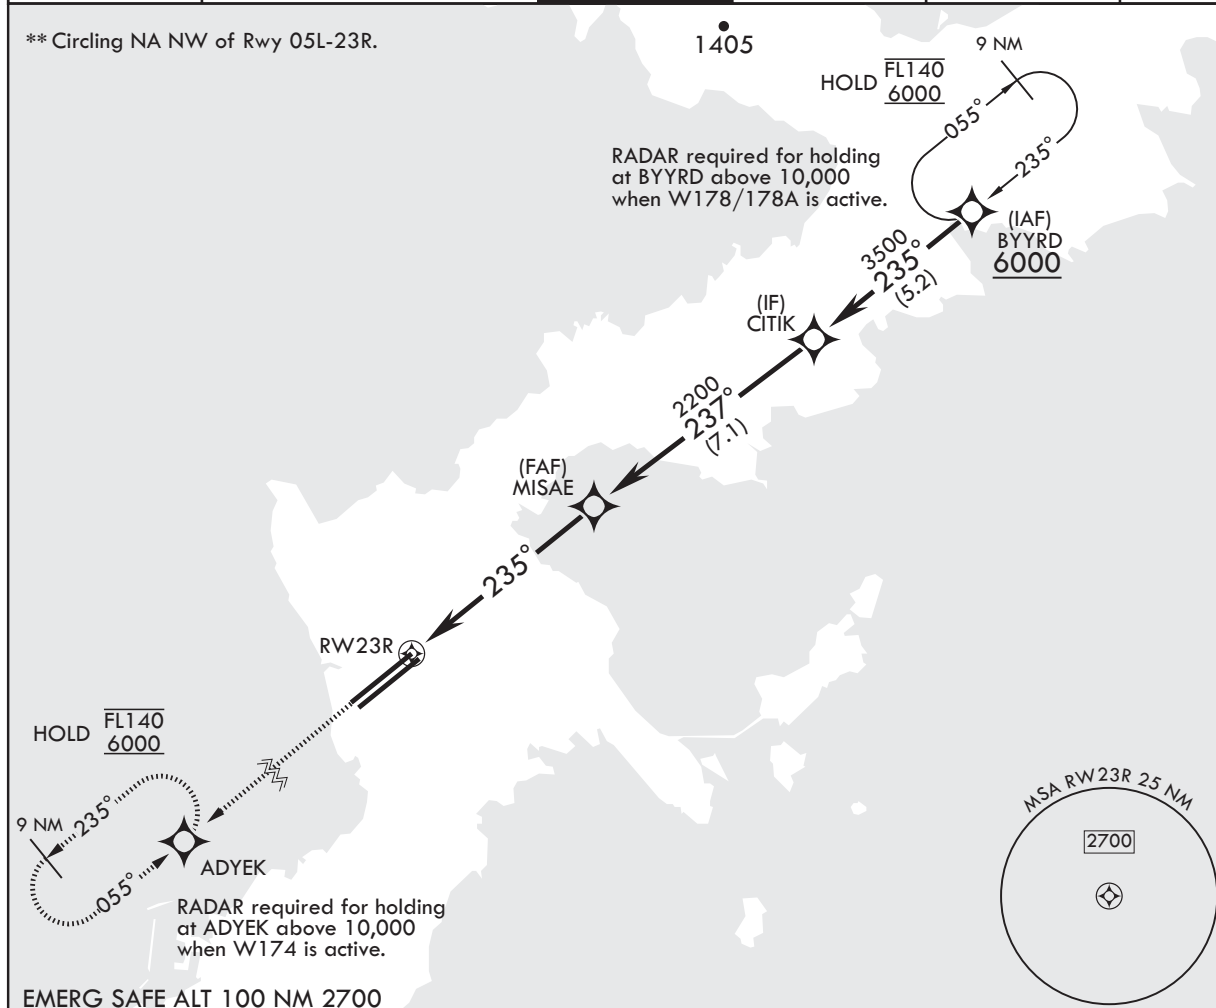 ** Circling NA NW of Rwy 05L-23R.
1405
9 NM
HOLD FL140
6000
055°
235°
RADAR required for holding
at BYYRD above 10,000
when W178/178A is active.
(IAF)
BYYRD
6000
3500
235°
(5.2)
(IF)
CITIK
2200
237°
(7.1)
(FAF)
MISAE
235°
RW23R
HOLD FL140
6000
9 NM
235°
055°
ADYEK
RADAR required for holding
at ADYEK above 10,000
when W174 is active.
MSA RW23R 25 NM
2700
EMERG SAFE ALT 100 NM 2700